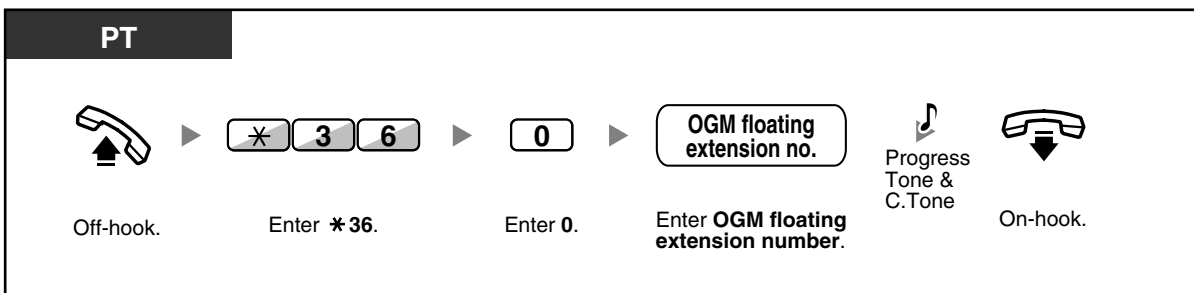 PT
✳ 3 6
0
OGM floating
extension no.
Progress
Tone &
C.Tone
Off-hook.
Enter ✳36.
Enter 0.
Enter OGM floating
extension number.
On-hook.